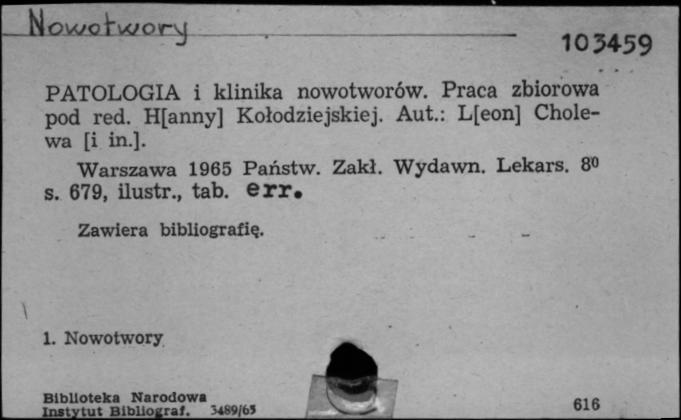 Nowotwory
103459
PATOLOGIA i klinika nowotworów. Praca zbiorowa
pod red. H[anny] Kołodziejskiej. Aut.: L[eon] Chole-
wa [i in.].
Warszawa 1965 Państw. Zakł. Wydawn. Lekars. 8⁰
s. 679, ilustr., tab. err.
Zawiera bibliografię.
1. Nowotwory
Biblioteka Narodowa
Instytut Bibliograf. 3489/65
616